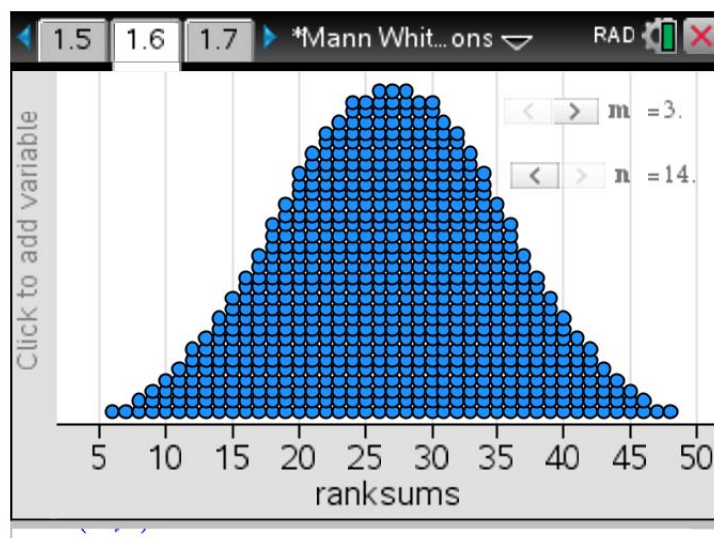 1.5 1.6 1.7 *Mann Whit...ons RAD
Click to add variable
m =3.
n =14.
5 10 15 20 25 30 35 40 45 50
ranksums